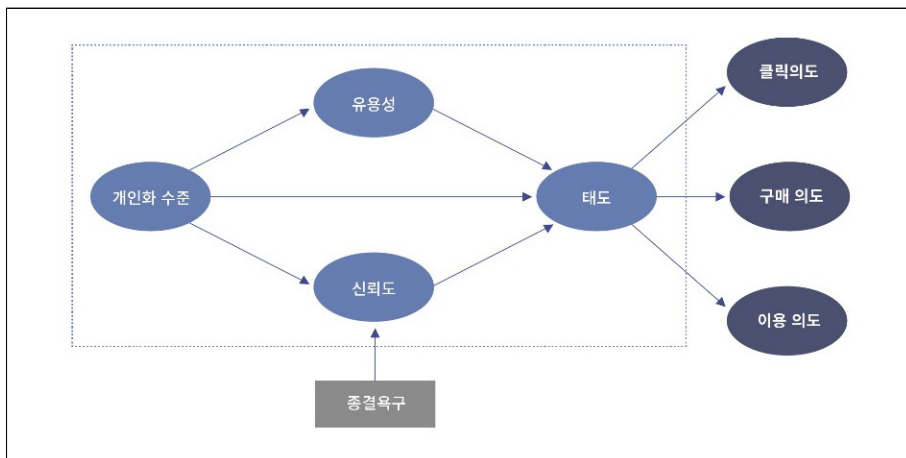 유용성
클릭의도
개인화 수준
태도
구매 의도
신뢰도
이용 의도
종결욕구